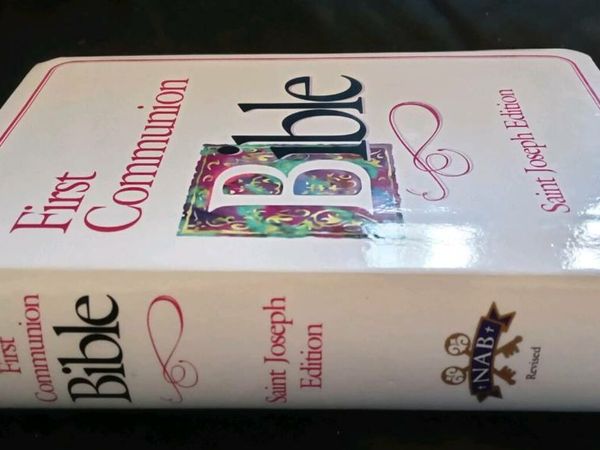 First
Communion
Bible
Saint Joseph Edition
First
Communion
Bible
Saint Joseph
Edition
NAB
Revised